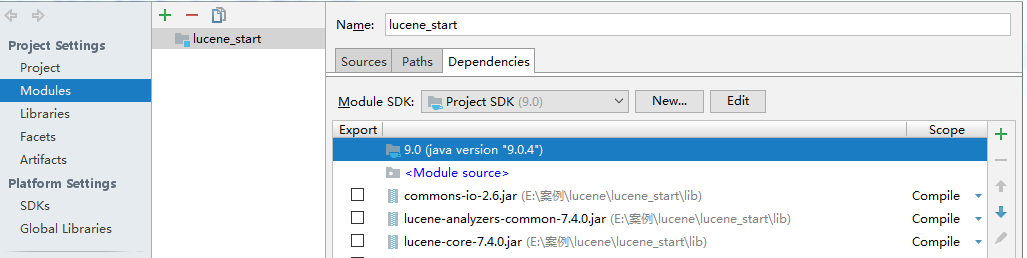 Project Settings
Project
Modules
Libraries
Facets
Artifacts
Platform Settings
SDKs
Global Libraries
lucene_start
Name: lucene_start
Sources Paths Dependencies
Module SDK: Project SDK (9.0) New... Edit
Export Scope
9.0 (java version "9.0.4")
<Module source>
commons-io-2.6.jar (E:\案例\lucene\lucene_start\lib) Compile
lucene-analyzers-common-7.4.0.jar (E:\案例\lucene\lucene_start\lib) Compile
lucene-core-7.4.0.jar (E:\案例\lucene\lucene_start\lib) Compile